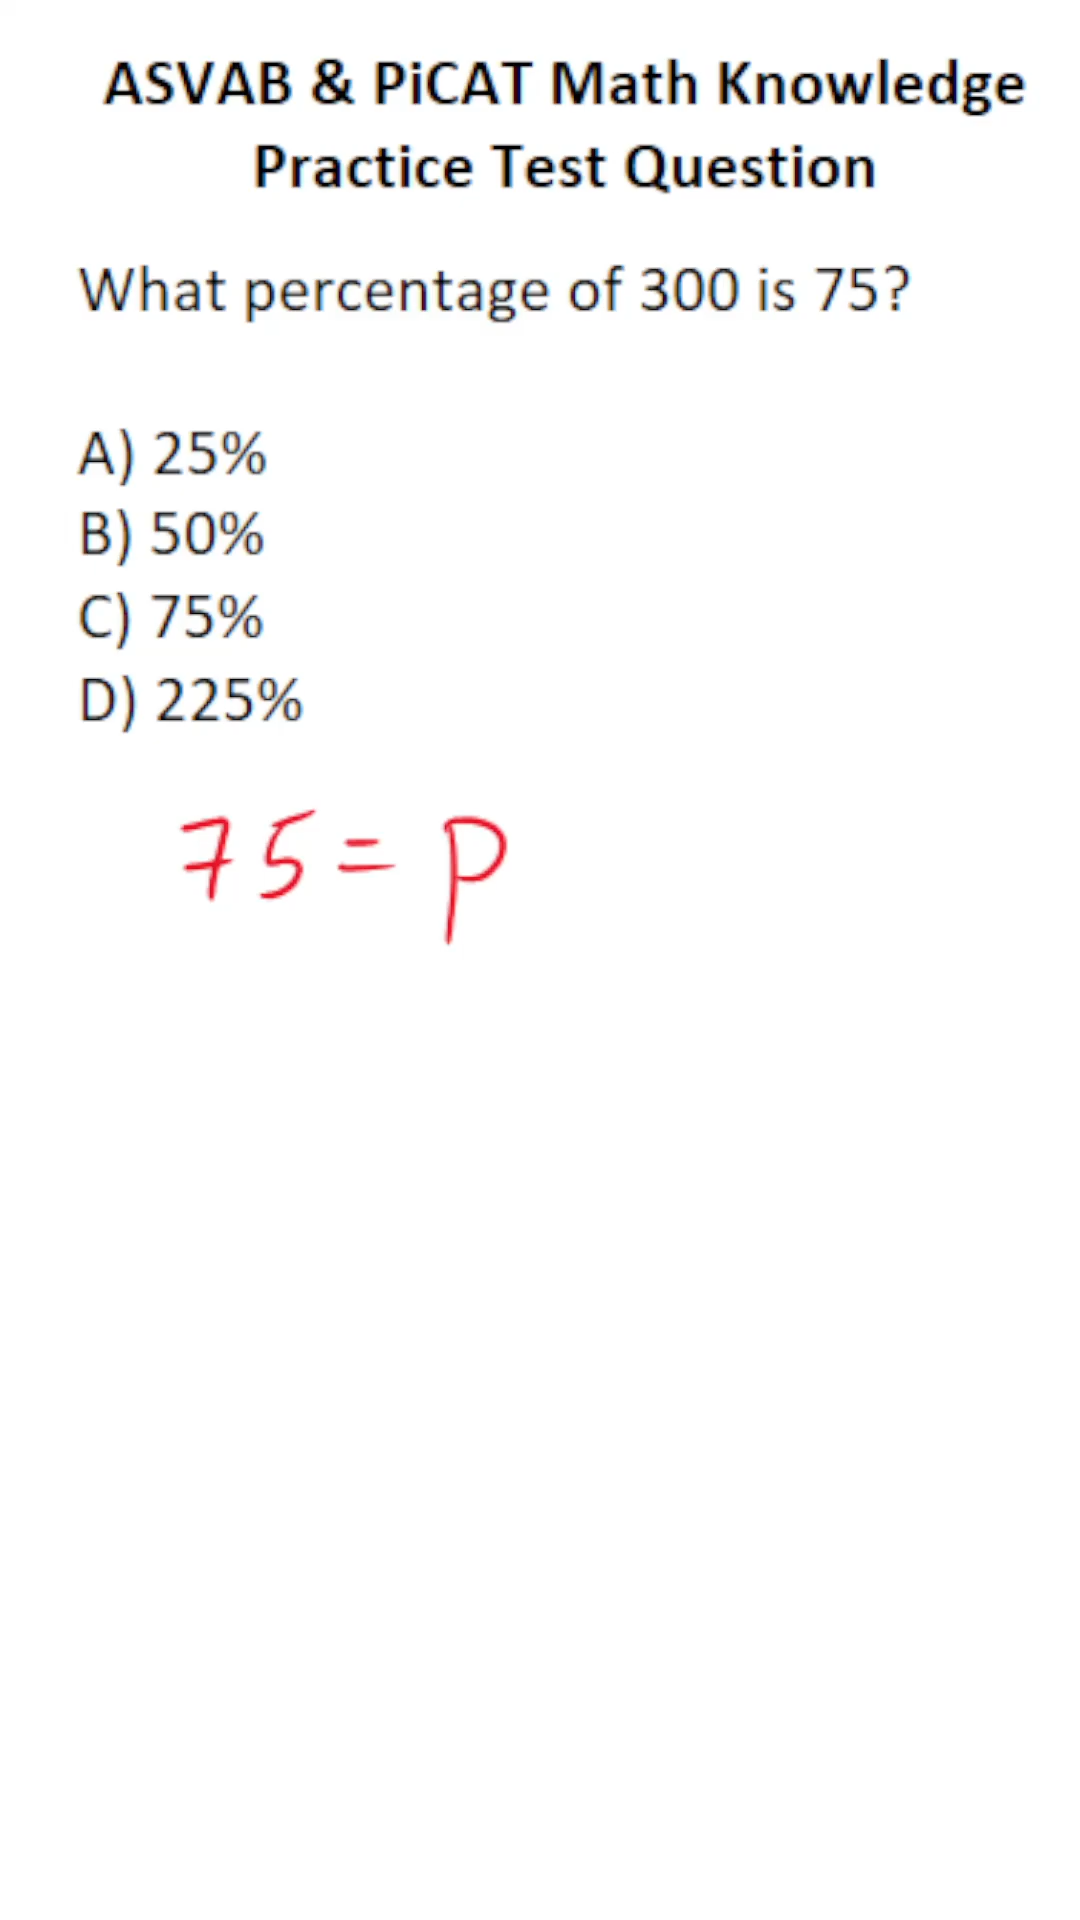 ASVAB & PiCAT Math Knowledge
Practice Test Question
What percentage of 300 is 75?
A) 25%
B) 50%
C) 75%
D) 225%
75 = p